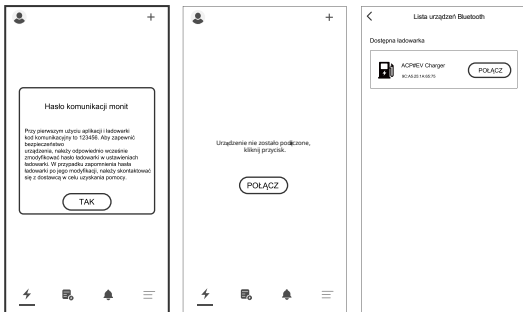 Hasło komunikacji monit
Przy pierwszym użyciu aplikacji i ładowarki
kod komunikacyjny to 123456. Aby zapewnić
bezpieczeństwo
urządzenia, należy odpowiednio wcześnie
zmodyfikować hasło ładowarki w ustawieniach
ładowarki. W przypadku zapomnienia hasła
ładowarki po jego modyfikacji, należy skontaktować
się z dostawcą w celu uzyskania pomocy.
TAK
Urządzenie nie zostało podłączone,
kliknij przycisk.
POŁĄCZ
Lista urządzeń Bluetooth
Dostępna ładowarka
ACP#/EV Charger
POŁĄCZ